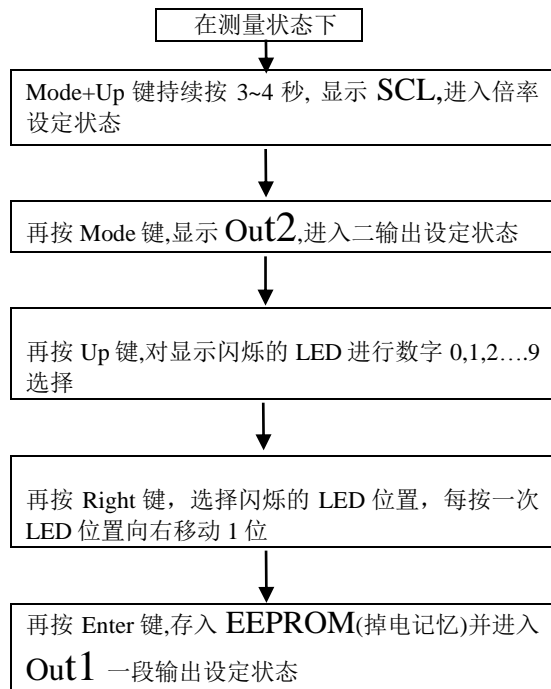 在测量状态下
Mode+Up 键持续按 3~4 秒, 显示 SCL,进入倍率
设定状态
再按 Mode 键,显示 Out2,进入二输出设定状态
再按 Up 键,对显示闪烁的 LED 进行数字 0,1,2….9
选择
再按 Right 键，选择闪烁的 LED 位置，每按一次
LED 位置向右移动 1 位
再按 Enter 键,存入 EEPROM(掉电记忆)并进入
Out1 一段输出设定状态